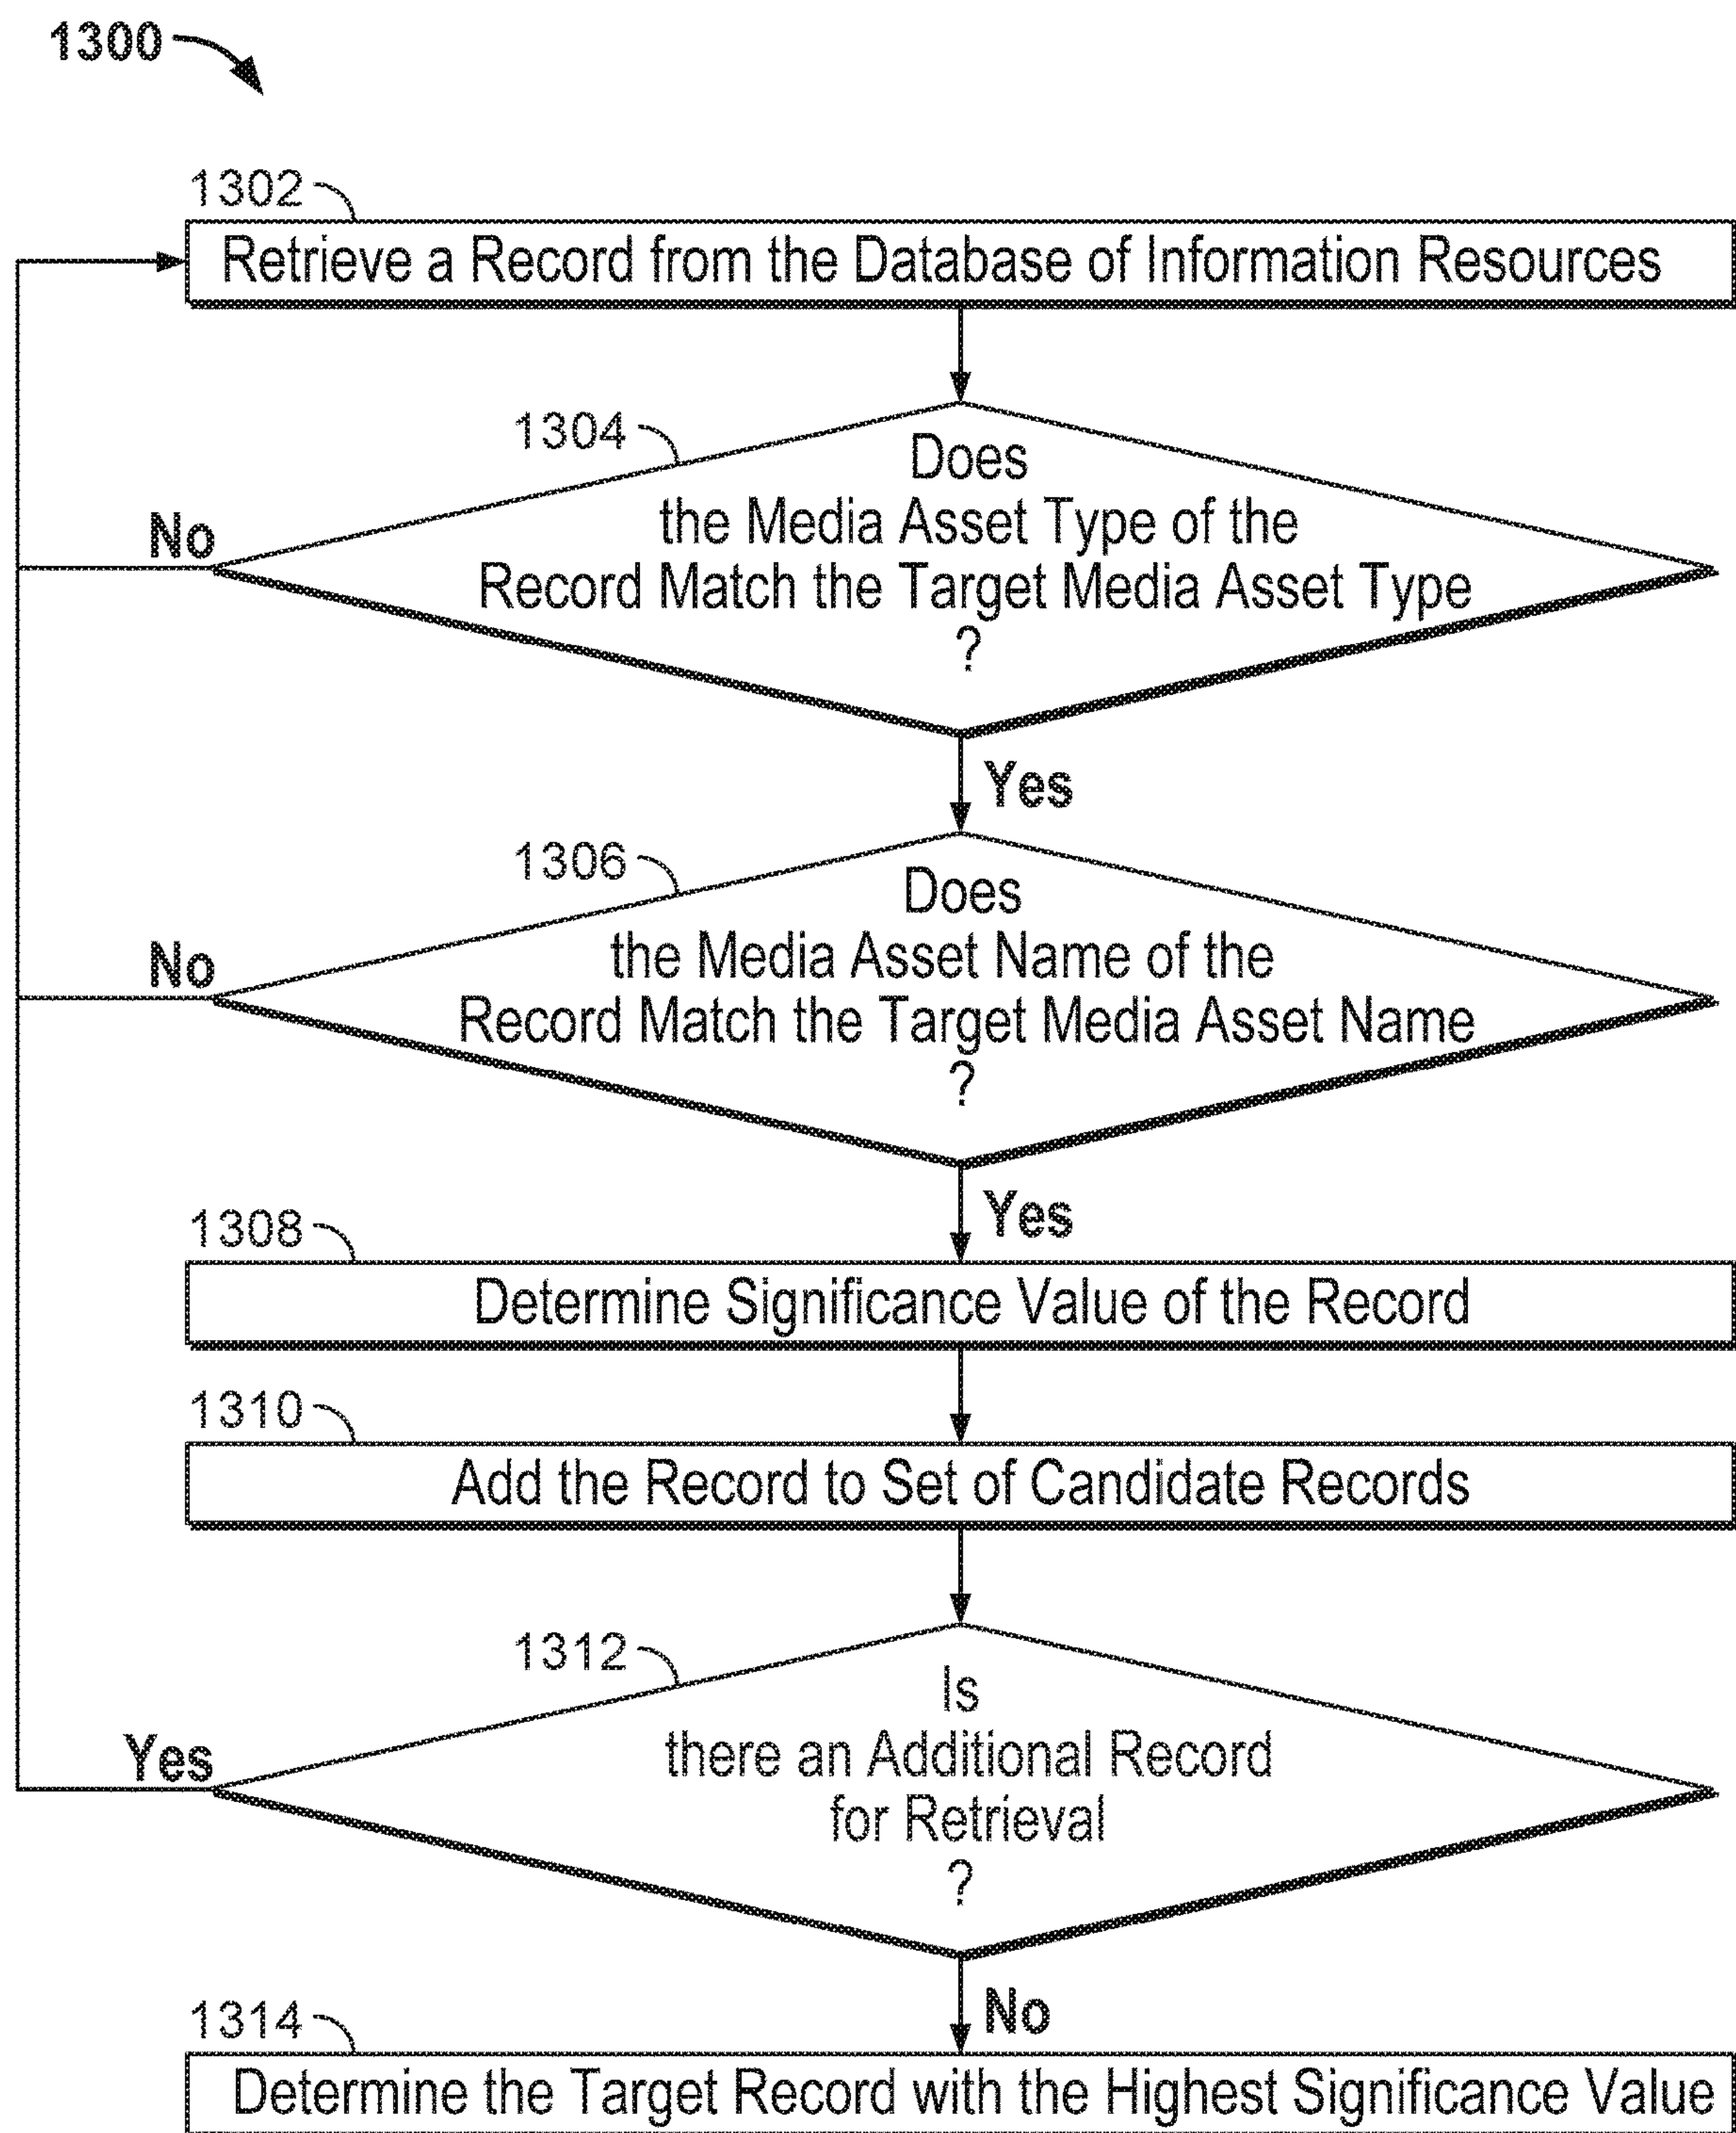 1300
1302
Retrieve a Record from the Database of Information Resources
1304
Does
the Media Asset Type of the
Record Match the Target Media Asset Type
?
No
Yes
1306
Does
the Media Asset Name of the
Record Match the Target Media Asset Name
?
No
Yes
1308
Determine Significance Value of the Record
1310
Add the Record to Set of Candidate Records
1312
Is
there an Additional Record
for Retrieval
?
Yes
No
1314
Determine the Target Record with the Highest Significance Value